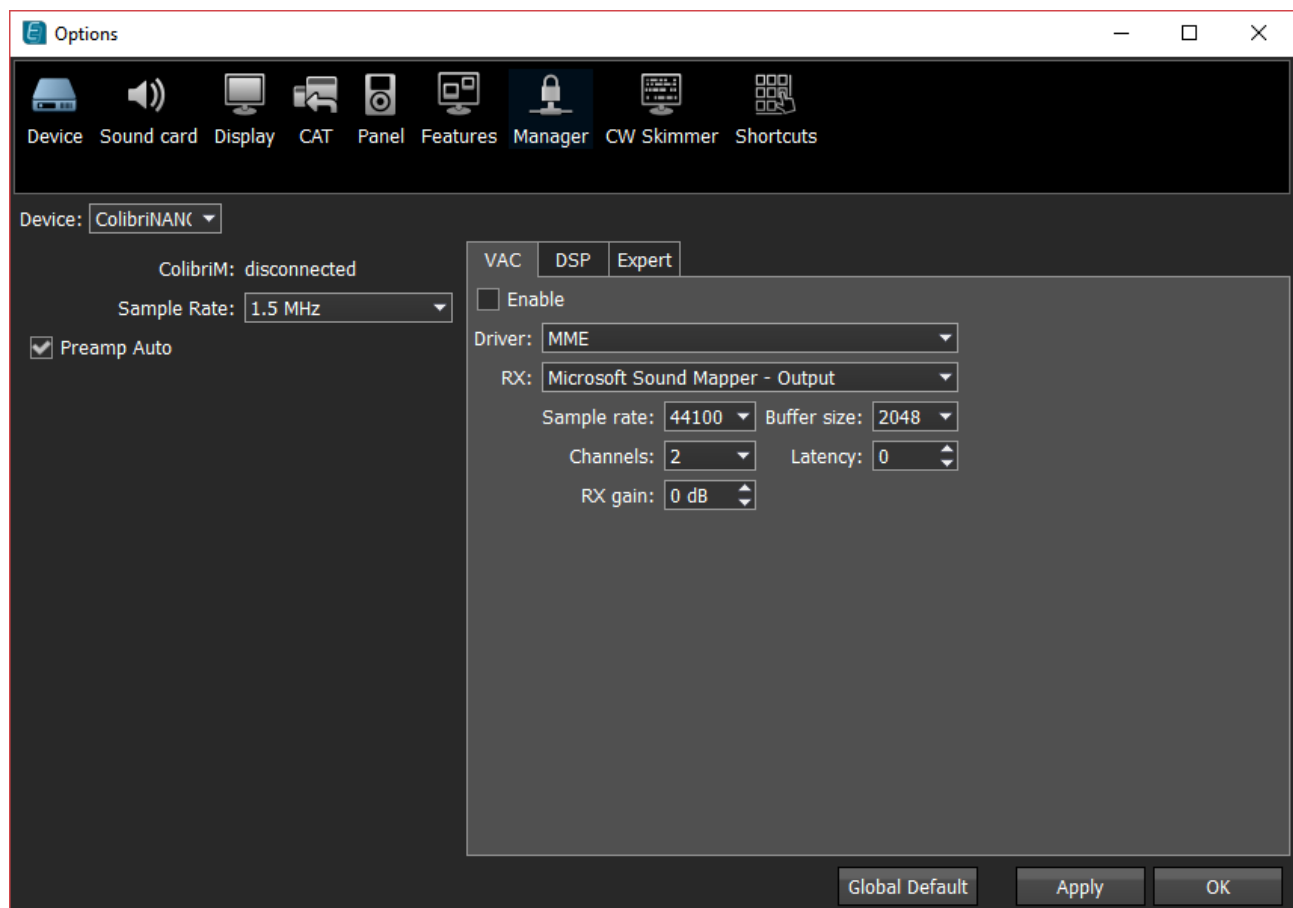 Options
Device Sound card Display CAT Panel Features Manager CW Skimmer Shortcuts
Device: ColibriNAN(
ColibriM: disconnected
Sample Rate: 1.5 MHz
Preamp Auto
VAC DSP Expert
Enable
Driver: MME
RX: Microsoft Sound Mapper - Output
Sample rate: 44100 Buffer size: 2048
Channels: 2 Latency: 0
RX gain: 0 dB
Global Default Apply OK